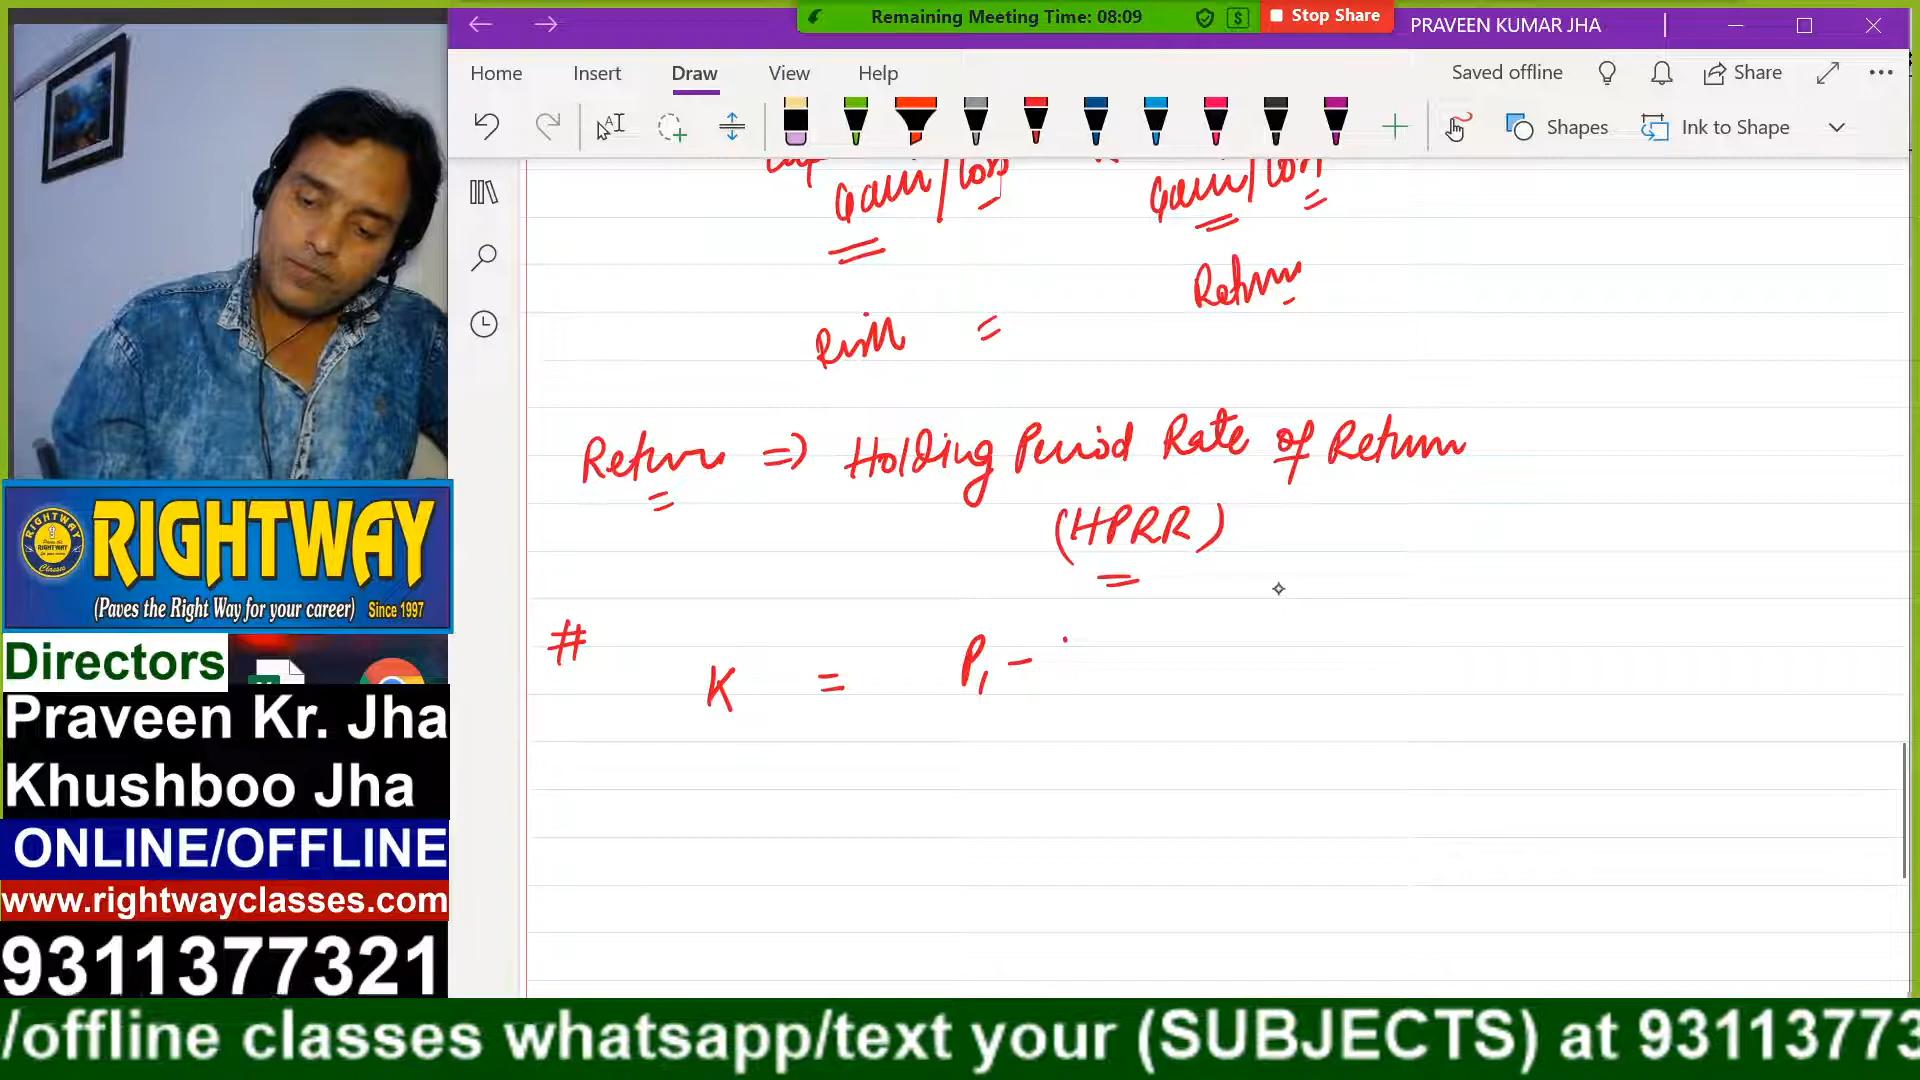 Remaining Meeting Time: 08:09
Stop Share
PRAVEEN KUMAR JHA
Home Insert Draw View Help
Saved offline
Share
Shapes
Ink to Shape
Gain/Loss
Gain/Loss
Return
Risk =
Return => Holding Period Rate of Return
(HPRR)
#
K = P1 -
RIGHTWAY
(Paves the Right Way for your career) Since 1997
Directors
Praveen Kr. Jha
Khushboo Jha
ONLINE/OFFLINE
www.rightwayclasses.com
9311377321
/offline classes whatsapp/text your (SUBJECTS) at 93113773